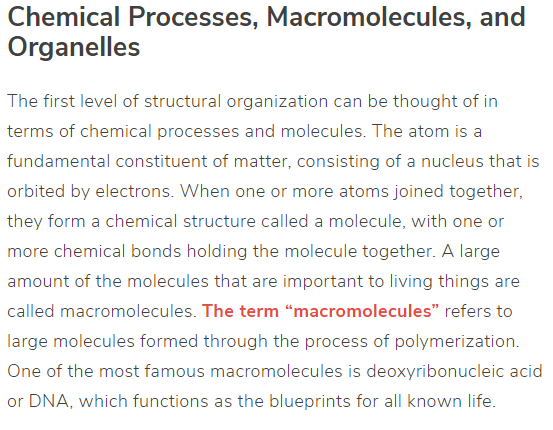 Chemical Processes, Macromolecules, and
Organelles
The first level of structural organization can be thought of in
terms of chemical processes and molecules. The atom is a
fundamental constituent of matter, consisting of a nucleus that is
orbited by electrons. When one or more atoms joined together,
they form a chemical structure called a molecule, with one or
more chemical bonds holding the molecule together. A large
amount of the molecules that are important to living things are
called macromolecules. The term “macromolecules” refers to
large molecules formed through the process of polymerization.
One of the most famous macromolecules is deoxyribonucleic acid
or DNA, which functions as the blueprints for all known life.